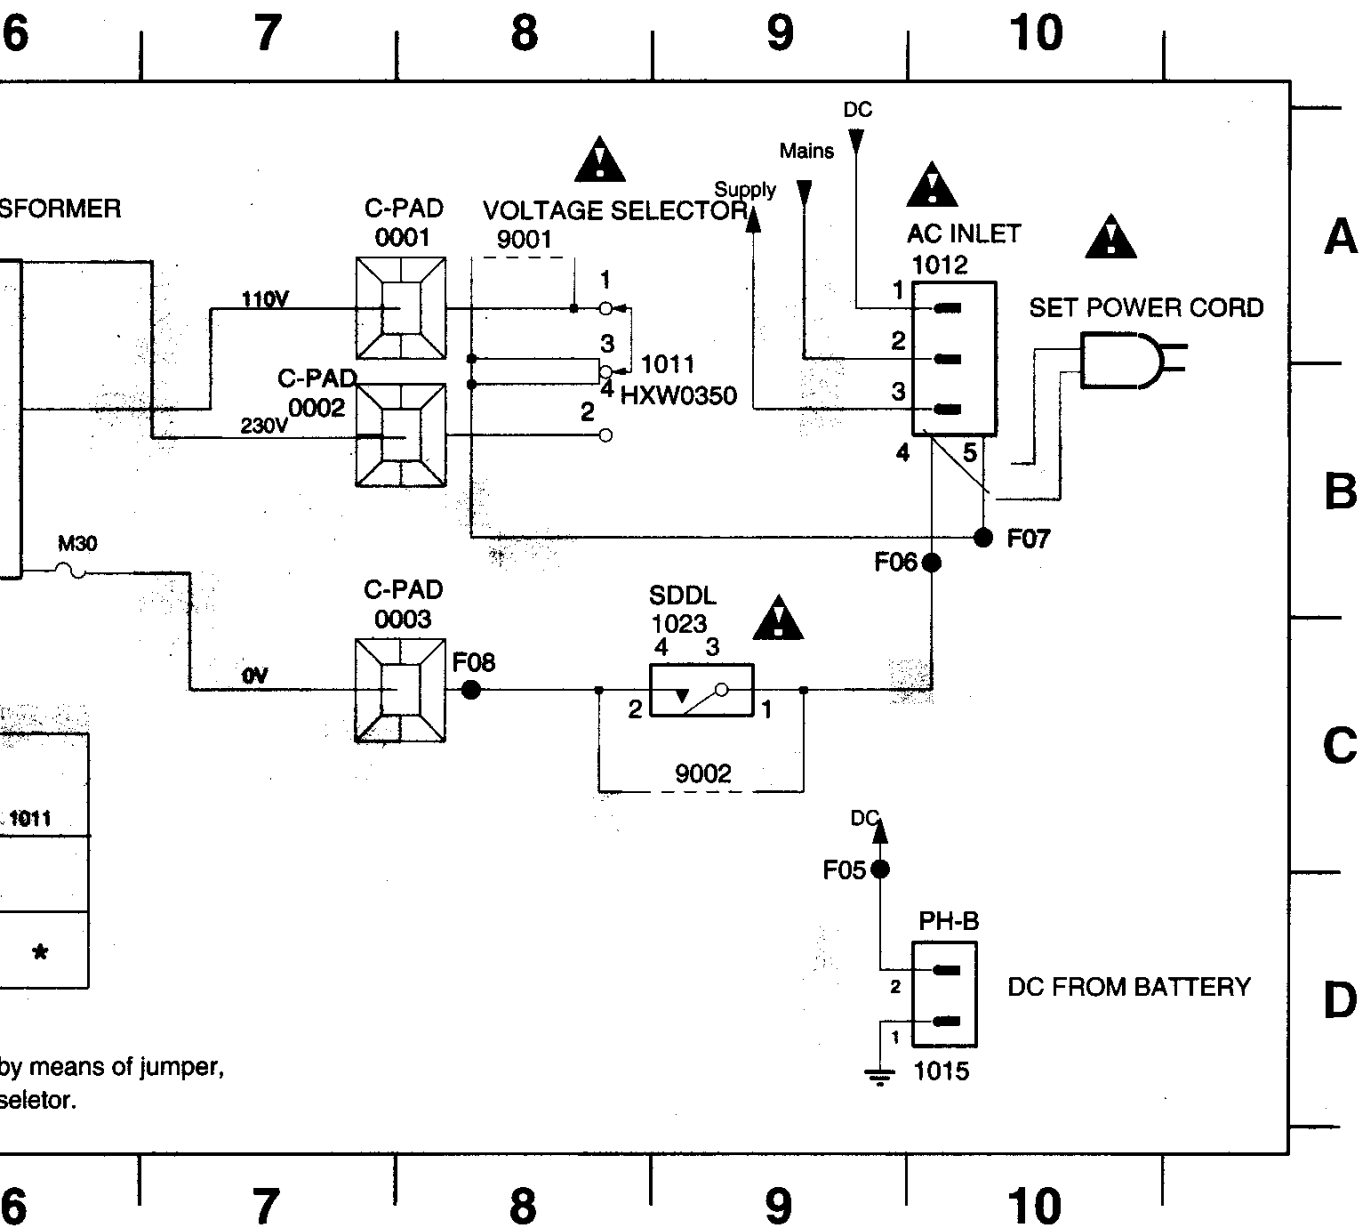 6 7 8 9 10
DC
Mains
Supply
SFORMER
C-PAD
0001
VOLTAGE SELECTOR
9001
AC INLET
1012
A
1
1
110V
SET POWER CORD
3
2
1011
C-PAD
0002
4
HXW0350
3
2
230V
4
5
B
M30
F07
F06
C-PAD
0003
SDDL
1023
4 3
F08
0V
2
1
C
9002
1011
DC
F05
PH-B
*
2
DC FROM BATTERY
D
1
by means of jumper,
1015
seletor.
6 7 8 9 10